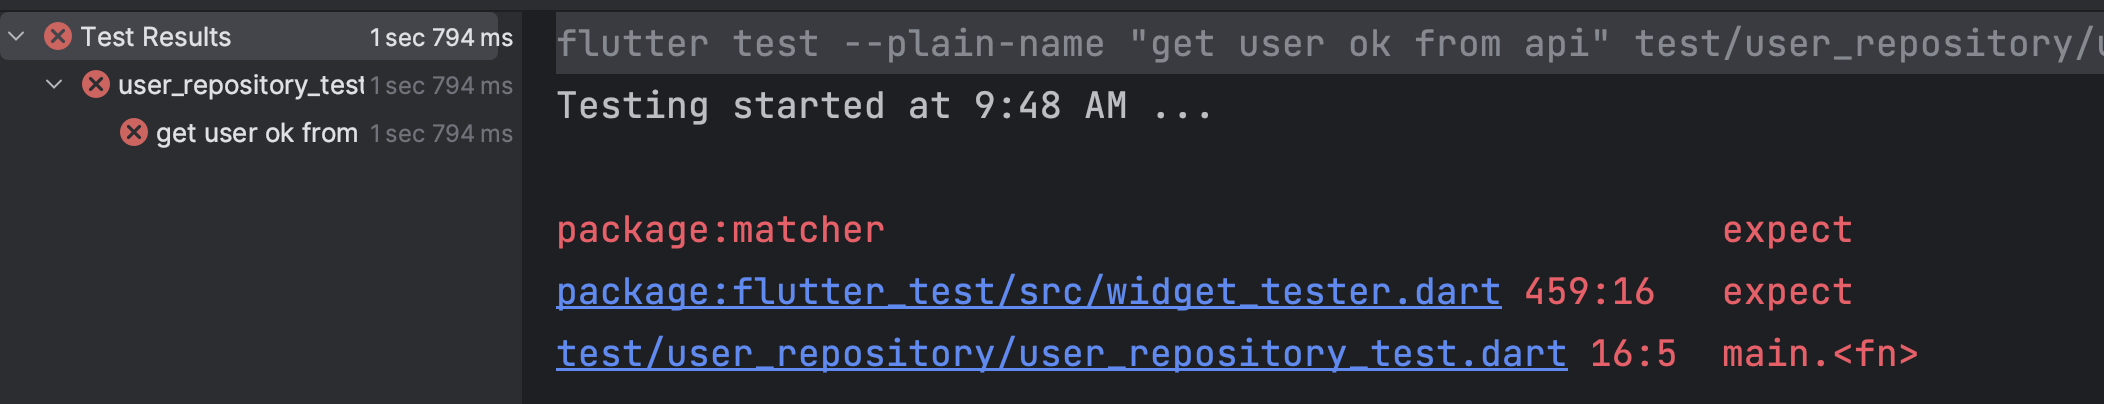 Test Results 1 sec 794 ms
user_repository_test 1 sec 794 ms
get user ok from 1 sec 794 ms
flutter test --plain-name "get user ok from api" test/user_repository/
Testing started at 9:48 AM ...
package:matcher expect
package:flutter_test/src/widget_tester.dart 459:16 expect
test/user_repository/user_repository_test.dart 16:5 main.<fn>